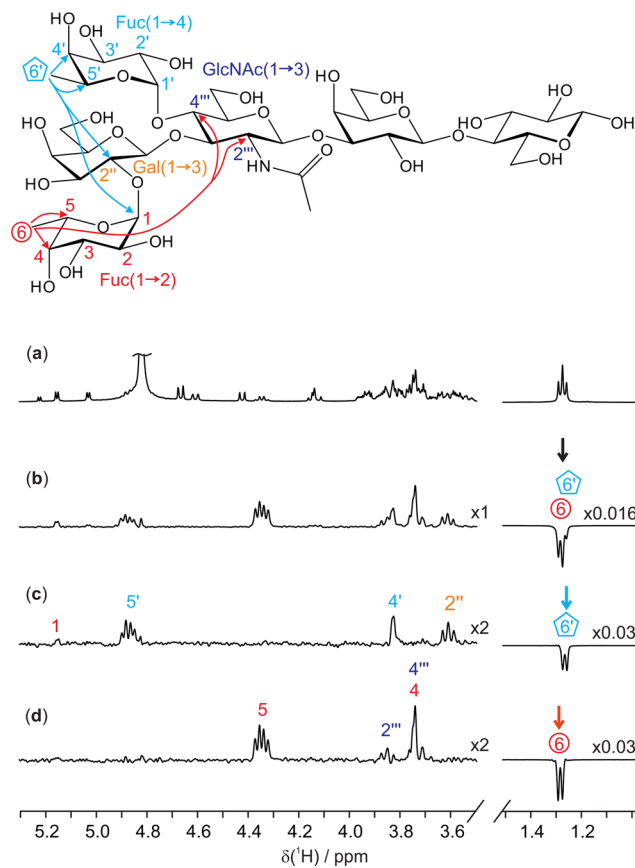 Fuc(1→4)
OH OH 2' OH
4' 3'
6' 5' 1' GlcNAc(1→3)
OH OH
HO O O 4''' O OH O OH
OH O O O O HO OH
HO 2'' Gal(1→3) 2''' NH O OH O
O OH
5 1
6 O
4 3 2 OH
OH
HO Fuc(1→2)
(a)
(b) 6'
6 x0.016
x1
(c) 1 5' 4' 2'' 6'
x2 x0.03
4'''
(d) 5 2''' 4 6
x2 x0.03
5.2 5.0 4.8 4.6 4.4 4.2 4.0 3.8 3.6 1.4 1.2
δ(¹H) / ppm